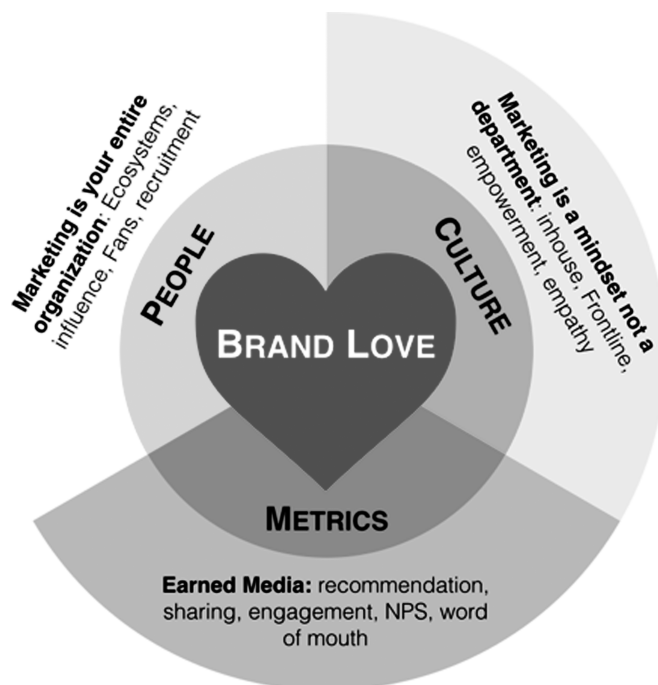 Marketing is your entire
organization: Ecosystems,
influence, Fans, recruitment
PEOPLE
Marketing is a mindset not a
department: inhouse, Frontline,
empowerment, empathy
CULTURE
BRAND LOVE
METRICS
Earned Media: recommendation,
sharing, engagement, NPS, word
of mouth